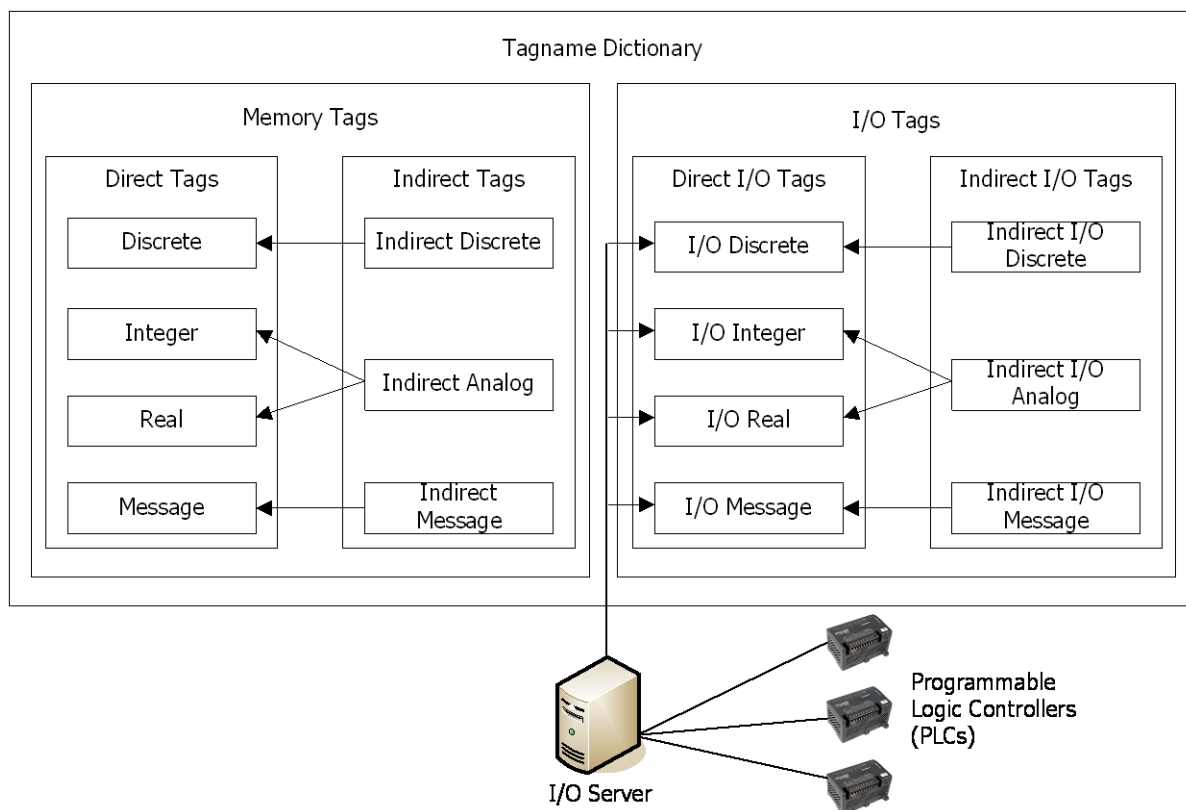 Tagname Dictionary
Memory Tags
Direct Tags
Discrete
Integer
Real
Message
Indirect Tags
Indirect Discrete
Indirect Analog
Indirect
Message
I/O Tags
Direct I/O Tags
I/O Discrete
I/O Integer
I/O Real
I/O Message
Indirect I/O Tags
Indirect I/O
Discrete
Indirect I/O
Analog
Indirect I/O
Message
I/O Server
Programmable
Logic Controllers
(PLCs)